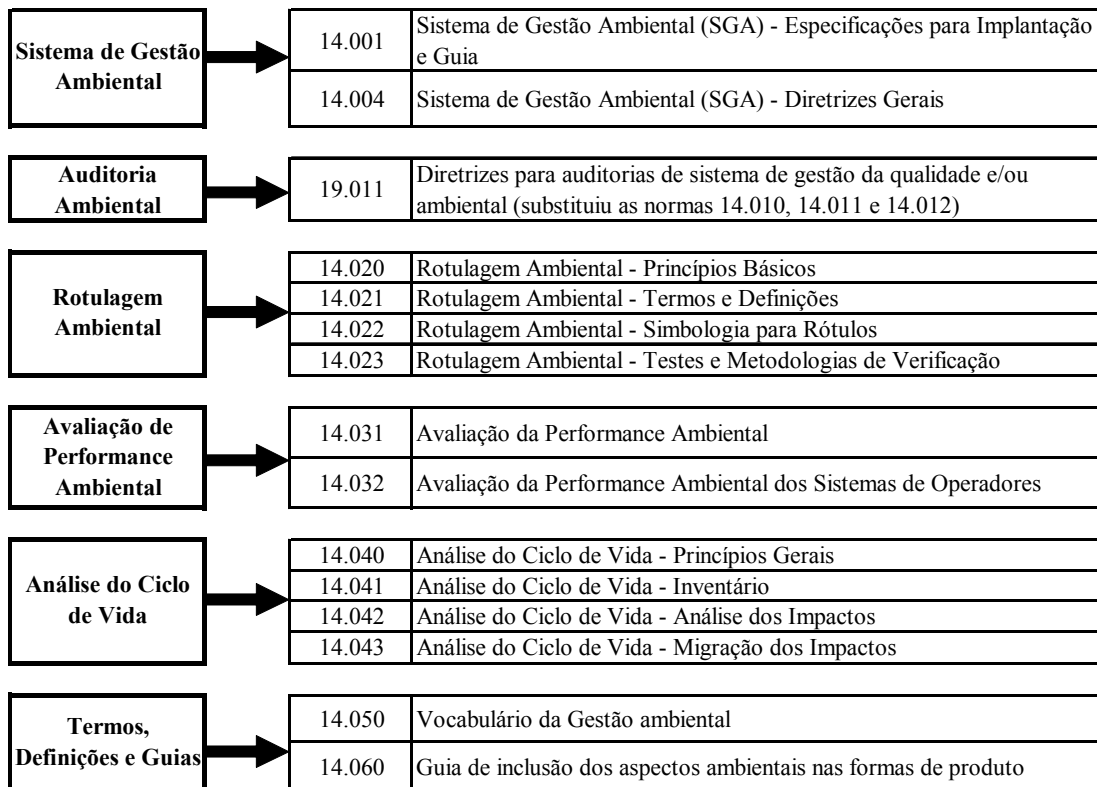 Sistema de Gestão
Ambiental
14.001
Sistema de Gestão Ambiental (SGA) - Especificações para Implantação
e Guia
14.004
Sistema de Gestão Ambiental (SGA) - Diretrizes Gerais
Auditoria
Ambiental
19.011
Diretrizes para auditorias de sistema de gestão da qualidade e/ou
ambiental (substituiu as normas 14.010, 14.011 e 14.012)
Rotulagem
Ambiental
14.020
Rotulagem Ambiental - Princípios Básicos
14.021
Rotulagem Ambiental - Termos e Definições
14.022
Rotulagem Ambiental - Simbologia para Rótulos
14.023
Rotulagem Ambiental - Testes e Metodologias de Verificação
Avaliação de
Performance
Ambiental
14.031
Avaliação da Performance Ambiental
14.032
Avaliação da Performance Ambiental dos Sistemas de Operadores
Análise do Ciclo
de Vida
14.040
Análise do Ciclo de Vida - Princípios Gerais
14.041
Análise do Ciclo de Vida - Inventário
14.042
Análise do Ciclo de Vida - Análise dos Impactos
14.043
Análise do Ciclo de Vida - Migração dos Impactos
Termos,
Definições e Guias
14.050
Vocabulário da Gestão ambiental
14.060
Guia de inclusão dos aspectos ambientais nas formas de produto